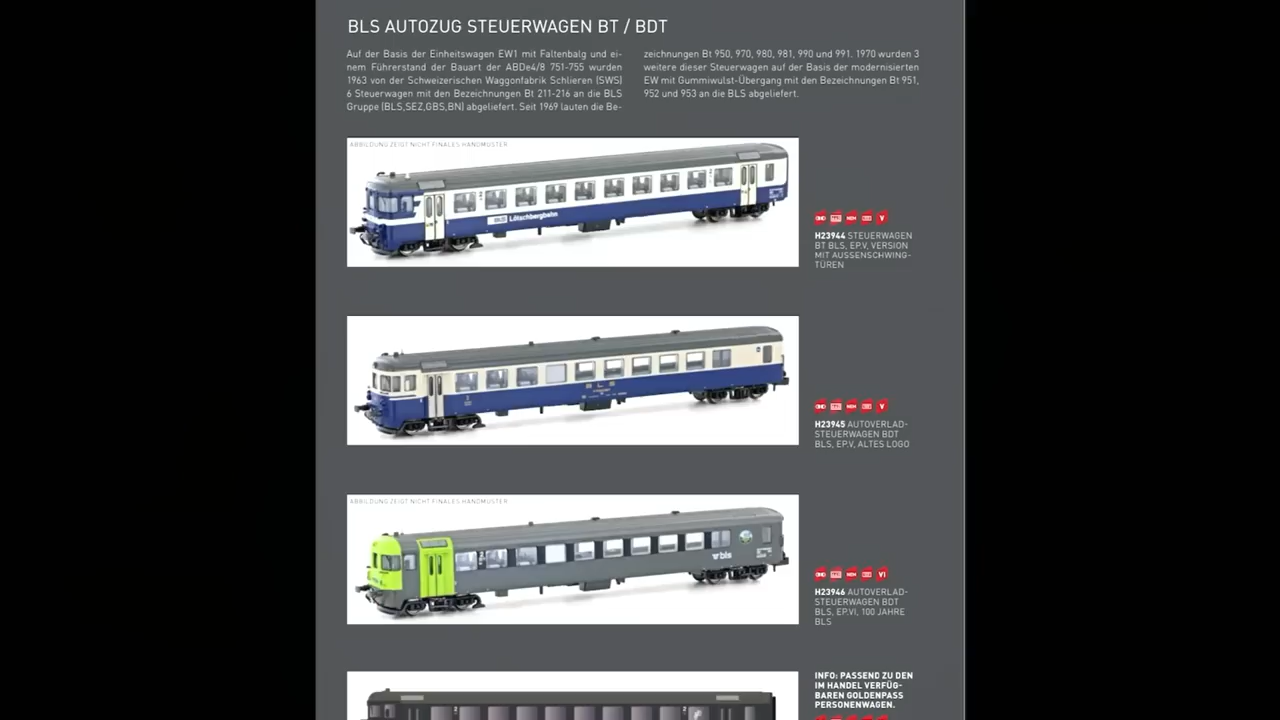 BLS AUTOZUG STEUERWAGEN BT / BDT
Auf der Basis der Einheitswagen EW1 mit Faltenbalg und ei-
nem Führerstand der Bauart der ABDe4/8 751-755 wurden
1963 von der Schweizerischen Waggonfabrik Schlieren (SWS)
6 Steuerwagen mit den Bezeichnungen Bt 211-216 an die BLS
Gruppe (BLS,SEZ,GBS,BN) abgeliefert. Seit 1969 lauten die Be-
zeichnungen Bt 950, 970, 980, 981, 990 und 991. 1970 wurden 3
weitere dieser Steuerwagen auf der Basis der modernisierten
EW mit Gummiwulst-Übergang mit den Bezeichnungen Bt 951,
952 und 953 an die BLS abgeliefert.
ABBILDUNG ZEIGT NICHT FINALES HANDMUSTER
BLS Lötschbergbahn
H23944 STEUERWAGEN
BT BLS, EP.V, VERSION
MIT AUSSENSCHWING-
TÜREN
BLS
H23945 AUTOVERLAD-
STEUERWAGEN BDT
BLS, EP.V, ALTES LOGO
ABBILDUNG ZEIGT NICHT FINALES HANDMUSTER
bls
H23946 AUTOVERLAD-
STEUERWAGEN BDT
BLS, EP.VI, 100 JAHRE
BLS
INFO: PASSEND ZU DEN
IM HANDEL VERFÜG-
BAREN GOLDENPASS
PERSONENWAGEN.